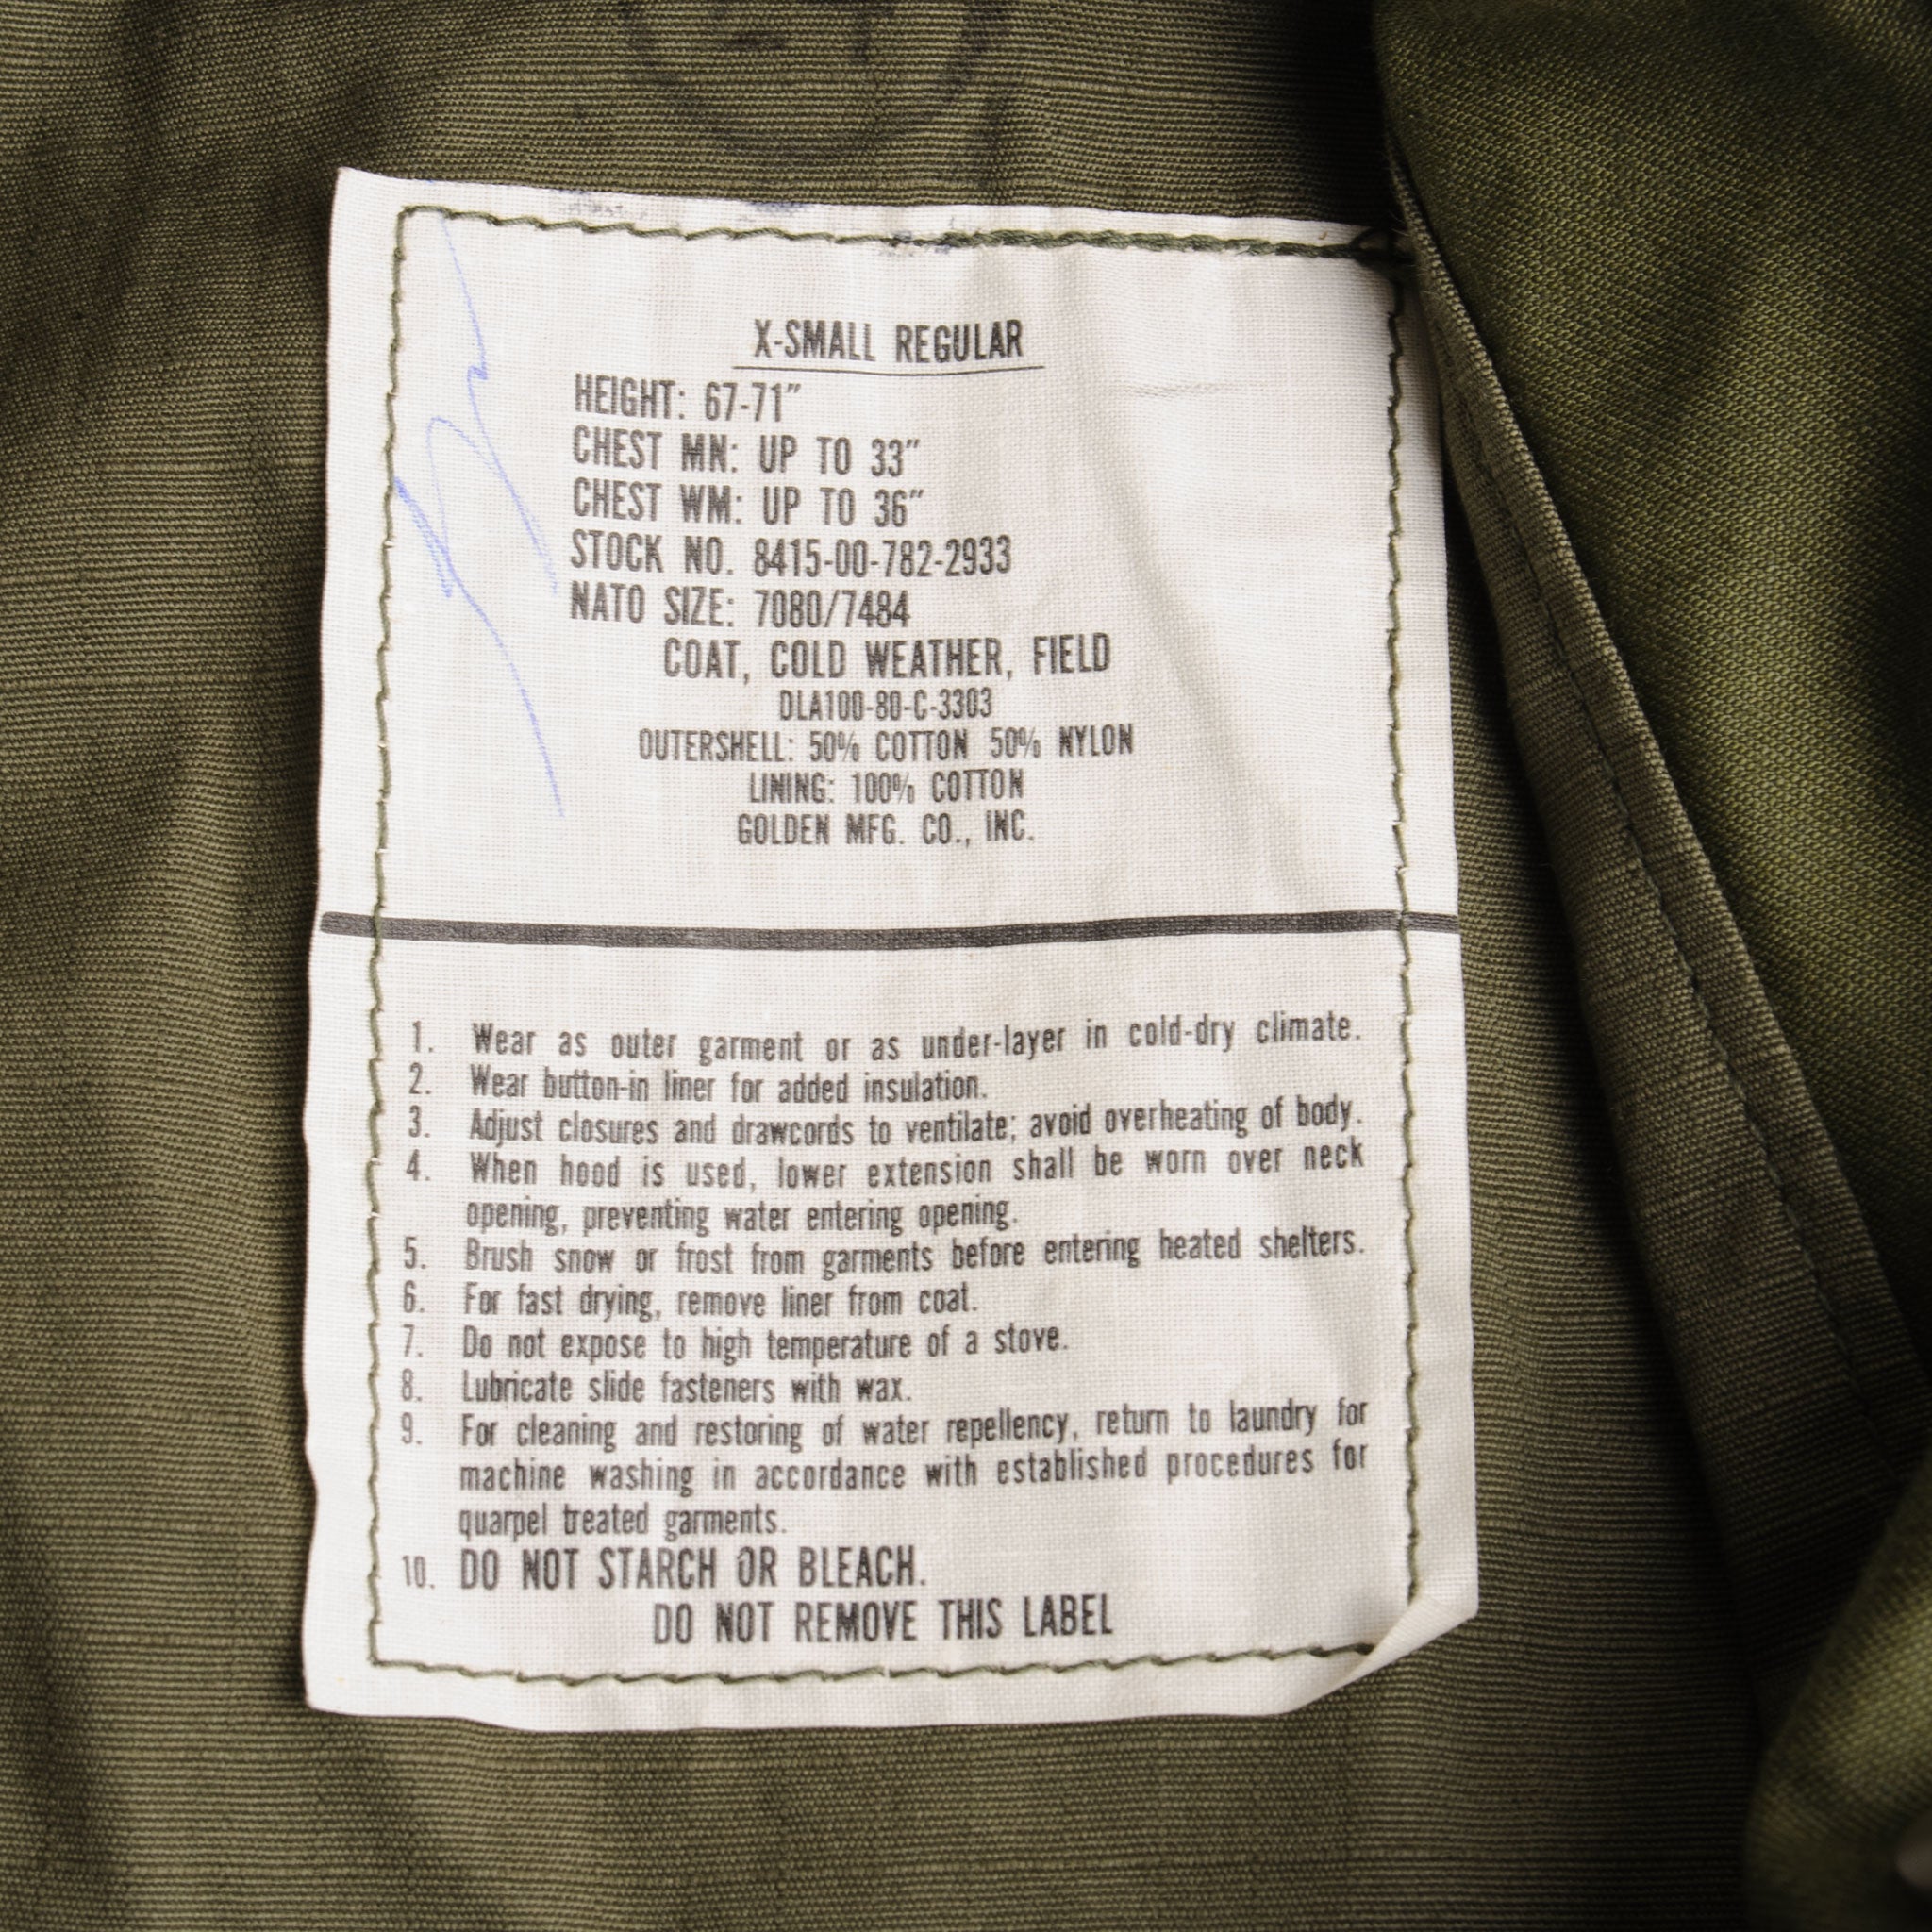 X-SMALL REGULAR
HEIGHT: 67-71"
CHEST MN: UP TO 33"
CHEST WM: UP TO 36"
STOCK NO. 8415-00-782-2933
NATO SIZE: 7080/7484
COAT, COLD WEATHER, FIELD
DLA100-80-C-3303
OUTERSHELL: 50% COTTON 50% NYLON
LINING: 100% COTTON
GOLDEN MFG. CO., INC.
1. Wear as outer garment or as under-layer in cold-dry climate.
2. Wear button-in liner for added insulation.
3. Adjust closures and drawcords to ventilate; avoid overheating of body.
4. When hood is used, lower extension shall be worn over neck
opening, preventing water entering opening.
5. Brush snow or frost from garments before entering heated shelters.
6. For fast drying, remove liner from coat.
7. Do not expose to high temperature of a stove.
8. Lubricate slide fasteners with wax.
9. For cleaning and restoring of water repellency, return to laundry for
machine washing in accordance with established procedures for
quarpel treated garments.
10. DO NOT STARCH OR BLEACH.
DO NOT REMOVE THIS LABEL